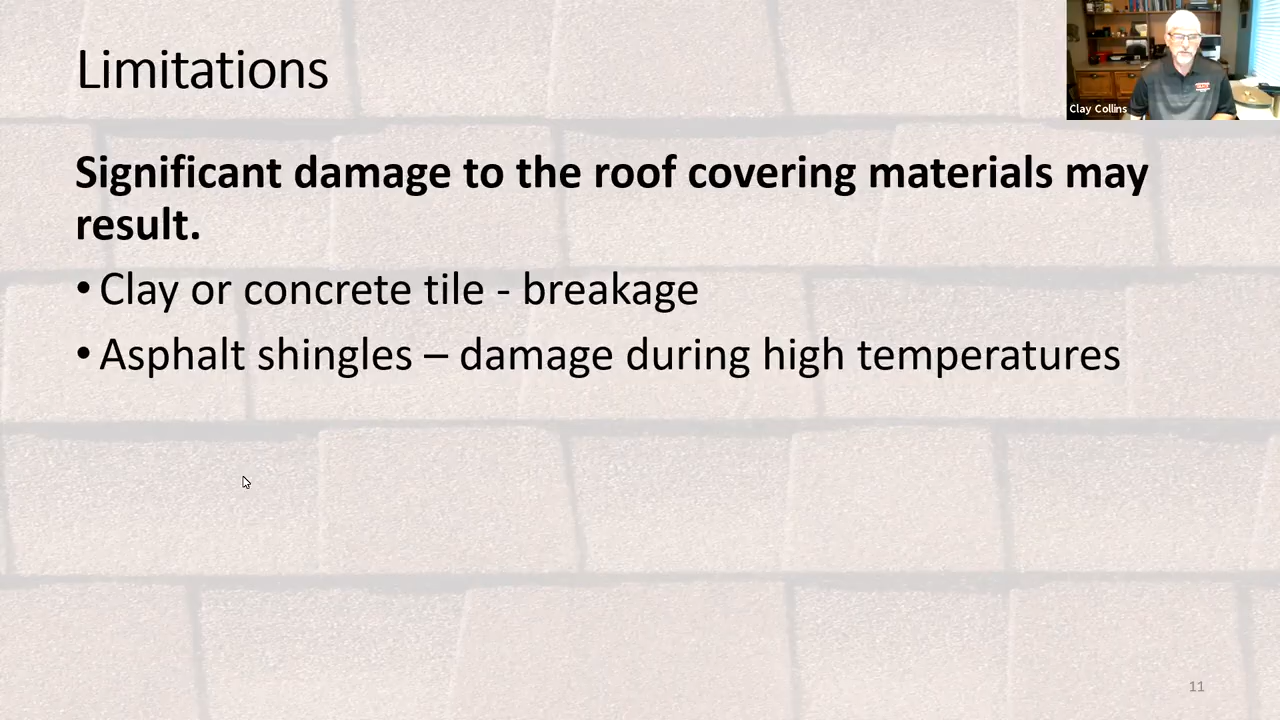 Limitations
Clay Collins
Significant damage to the roof covering materials may
result.
• Clay or concrete tile - breakage
• Asphalt shingles – damage during high temperatures
11